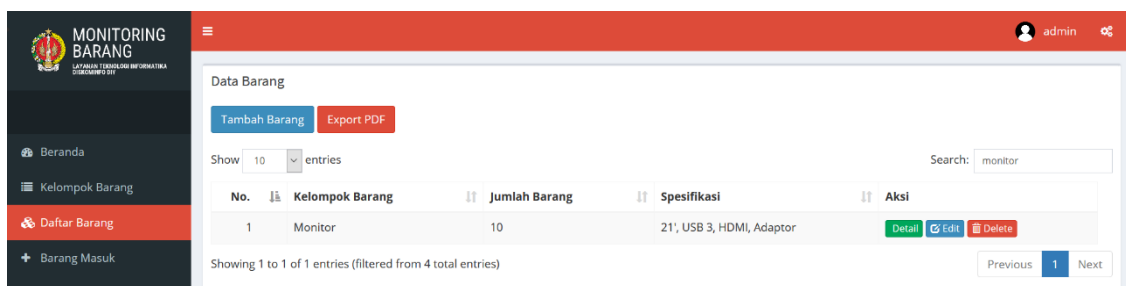 MONITORING
BARANG
LAYANAN TEKNOLOGI INFORMATIKA
DISKOMINFO DIY
admin
Beranda
Kelompok Barang
Daftar Barang
Barang Masuk
Data Barang
Tambah Barang Export PDF
Show 10 entries Search: monitor
No. Kelompok Barang Jumlah Barang Spesifikasi Aksi
1 Monitor 10 21', USB 3, HDMI, Adaptor Detail Edit Delete
Showing 1 to 1 of 1 entries (filtered from 4 total entries) Previous 1 Next